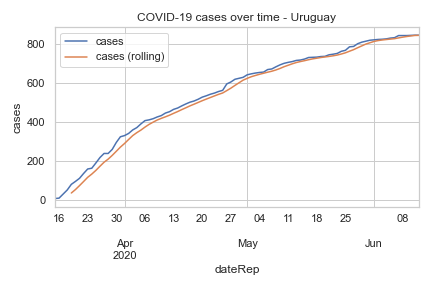 COVID-19 cases over time - Uruguay
cases
cases (rolling)
cases
800
600
400
200
0
16 23 30 06 13 20 27 04 11 18 25 08
Apr May Jun
2020
dateRep